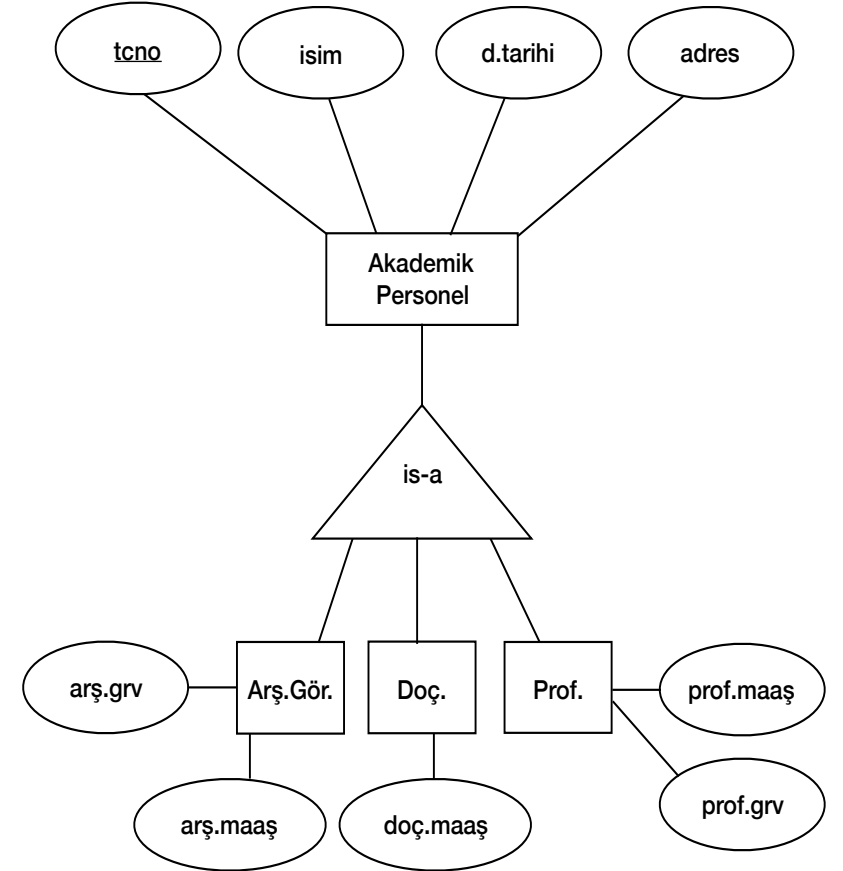 tcno
isim
d.tarihi
adres
Akademik
Personel
is-a
arş.grv
Arş.Gör.
Doç.
Prof.
prof.maaş
arş.maaş
doç.maaş
prof.grv